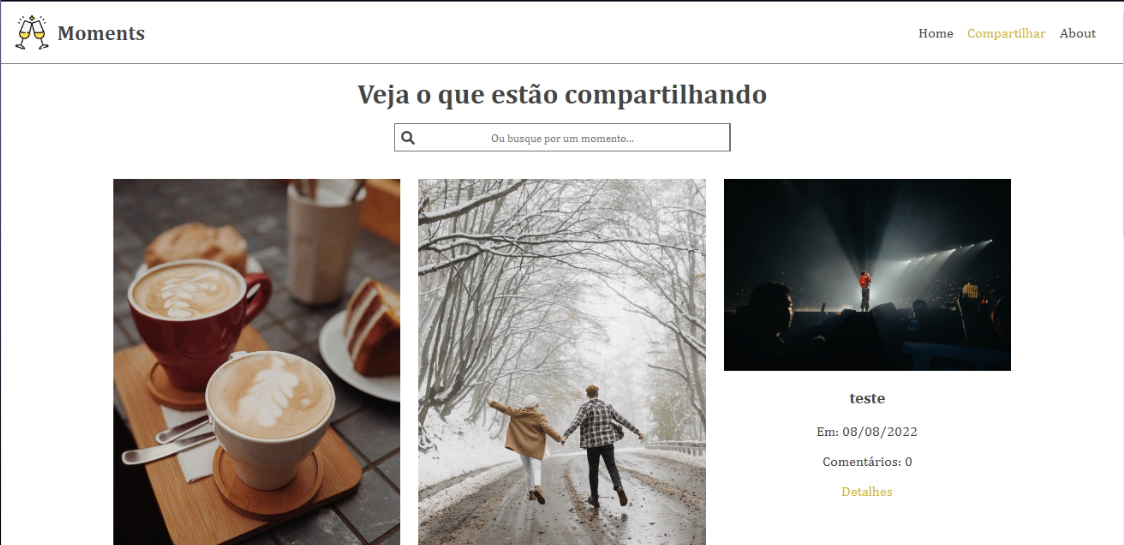 Moments
Home Compartilhar About
Veja o que estão compartilhando
Ou busque por um momento...
teste
Em: 08/08/2022
Comentários: 0
Detalhes